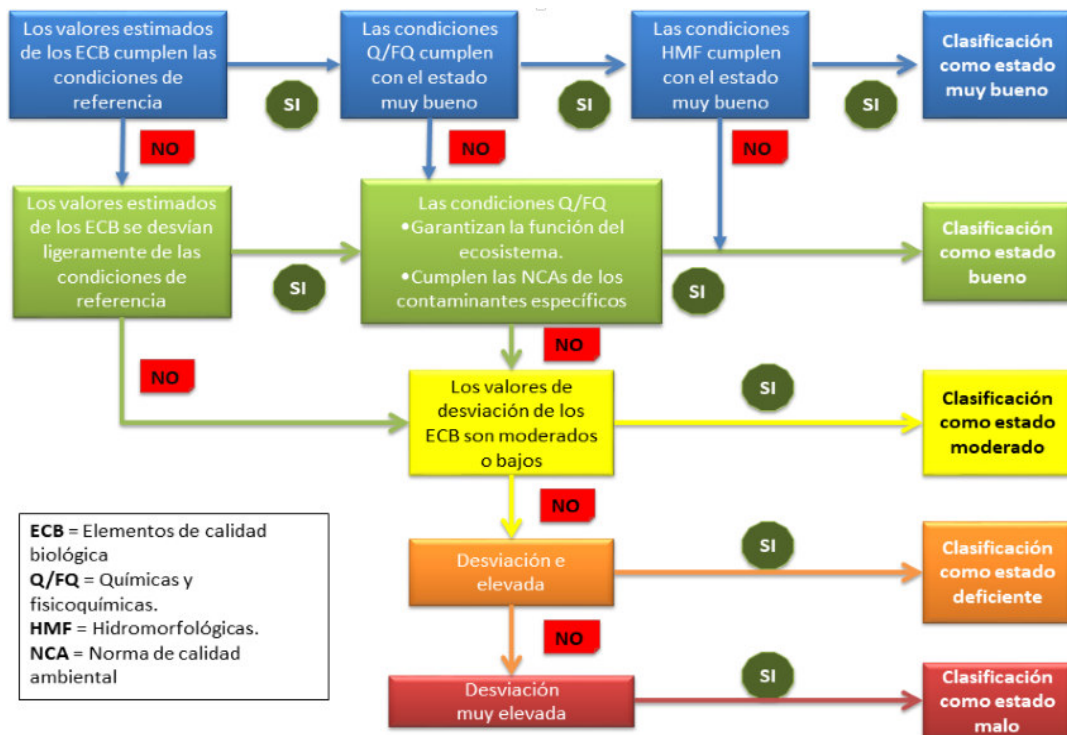 Los valores estimados
de los ECB cumplen las
condiciones de
referencia
SI
Las condiciones
Q/FQ cumplen
con el estado
muy bueno
SI
Las condiciones
HMF cumplen
con el estado
muy bueno
SI
Clasificación
como estado
muy bueno
NO
NO
NO
Los valores estimados
de los ECB se desvían
ligeramente de las
condiciones de
referencia
SI
Las condiciones Q/FQ
•Garantizan la función del
ecosistema.
•Cumplen las NCAs de los
contaminantes específicos
SI
Clasificación
como estado
bueno
NO
NO
Los valores de
desviación de los
ECB son moderados
o bajos
SI
Clasificación
como estado
moderado
NO
Desviación e
elevada
SI
Clasificación
como estado
deficiente
NO
Desviación
muy elevada
SI
Clasificación
como estado
malo
ECB = Elementos de calidad
biológica
Q/FQ = Químicas y
fisicoquímicas.
HMF = Hidromorfológicas.
NCA = Norma de calidad
ambiental